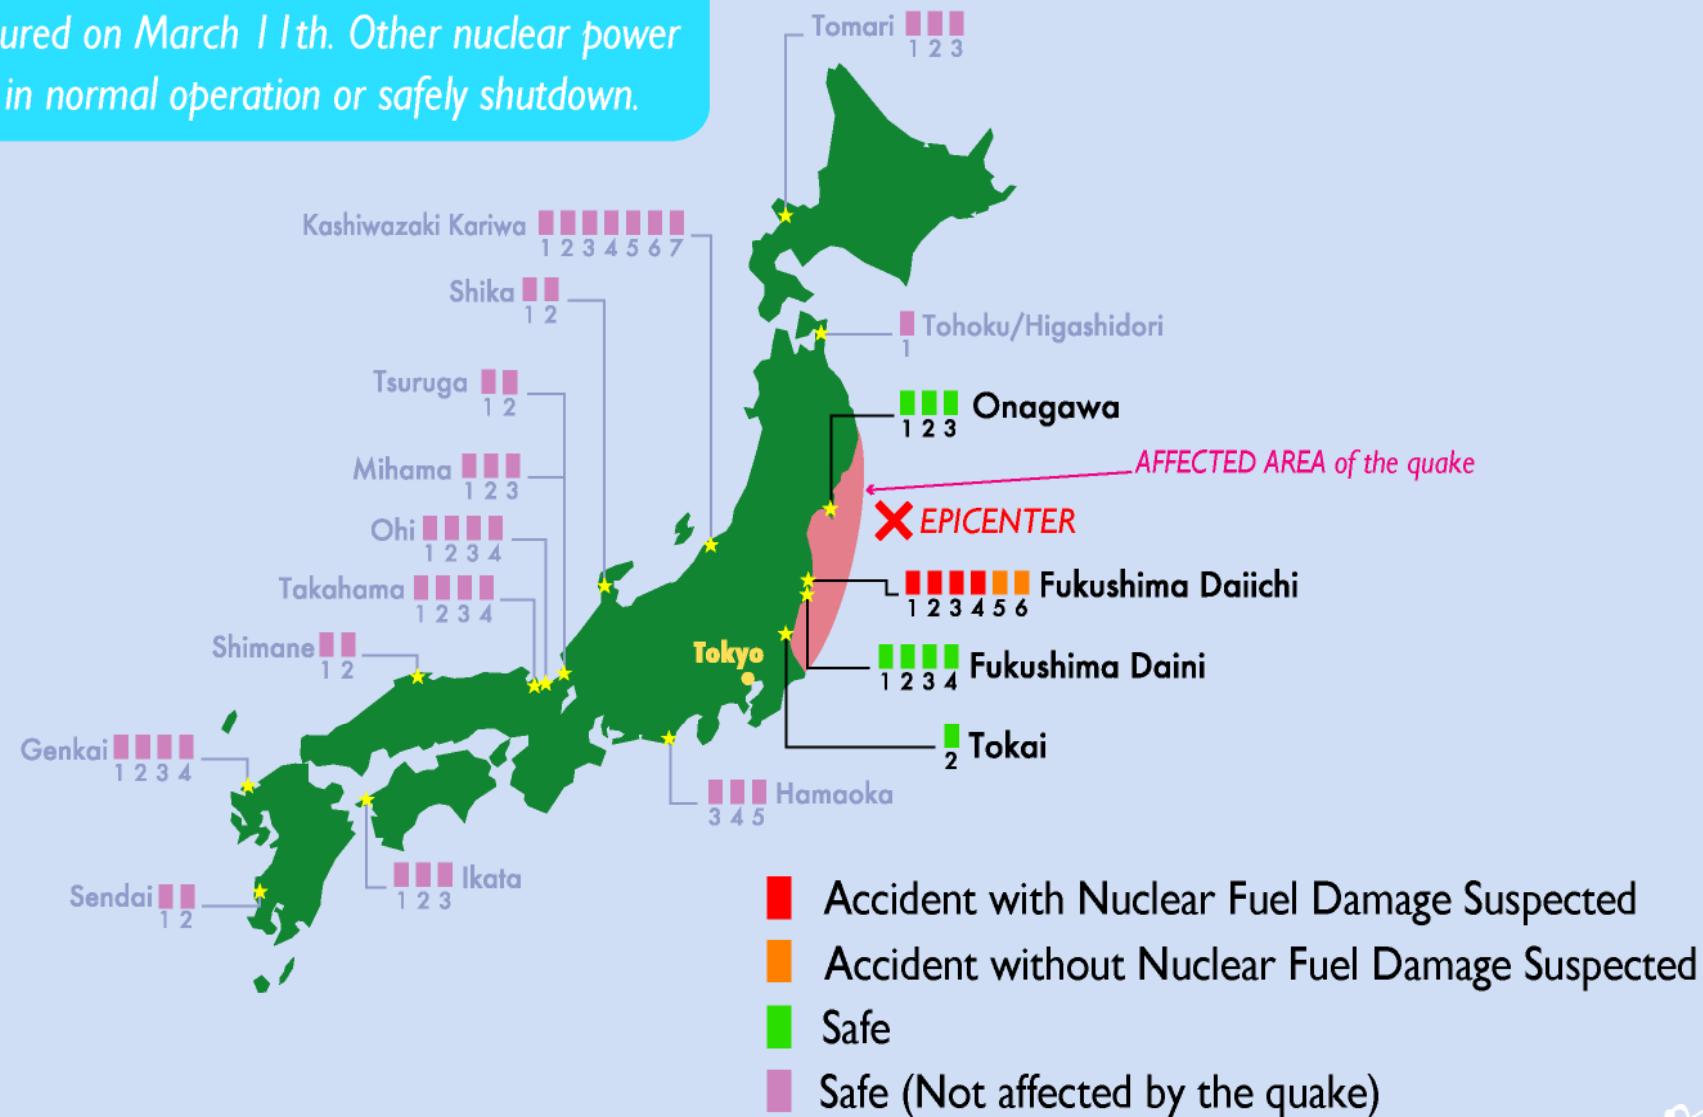 ured on March 11th. Other nuclear power
in normal operation or safely shutdown.
Tomari
1 2 3
Kashiwazaki Kariwa
1 2 3 4 5 6 7
Shika
1 2
Tohoku/Higashidori
1
Tsuruga
1 2
Onagawa
1 2 3
Mihama
1 2 3
AFFECTED AREA of the quake
EPICENTER
Ohi
1 2 3 4
Takahama
1 2 3 4
Fukushima Daiichi
1 2 3 4 5 6
Shimane
1 2
Tokyo
Fukushima Daini
1 2 3 4
Genkai
1 2 3 4
Tokai
2
Hamaoka
3 4 5
Ikata
1 2 3
Sendai
1 2
Accident with Nuclear Fuel Damage Suspected
Accident without Nuclear Fuel Damage Suspected
Safe
Safe (Not affected by the quake)